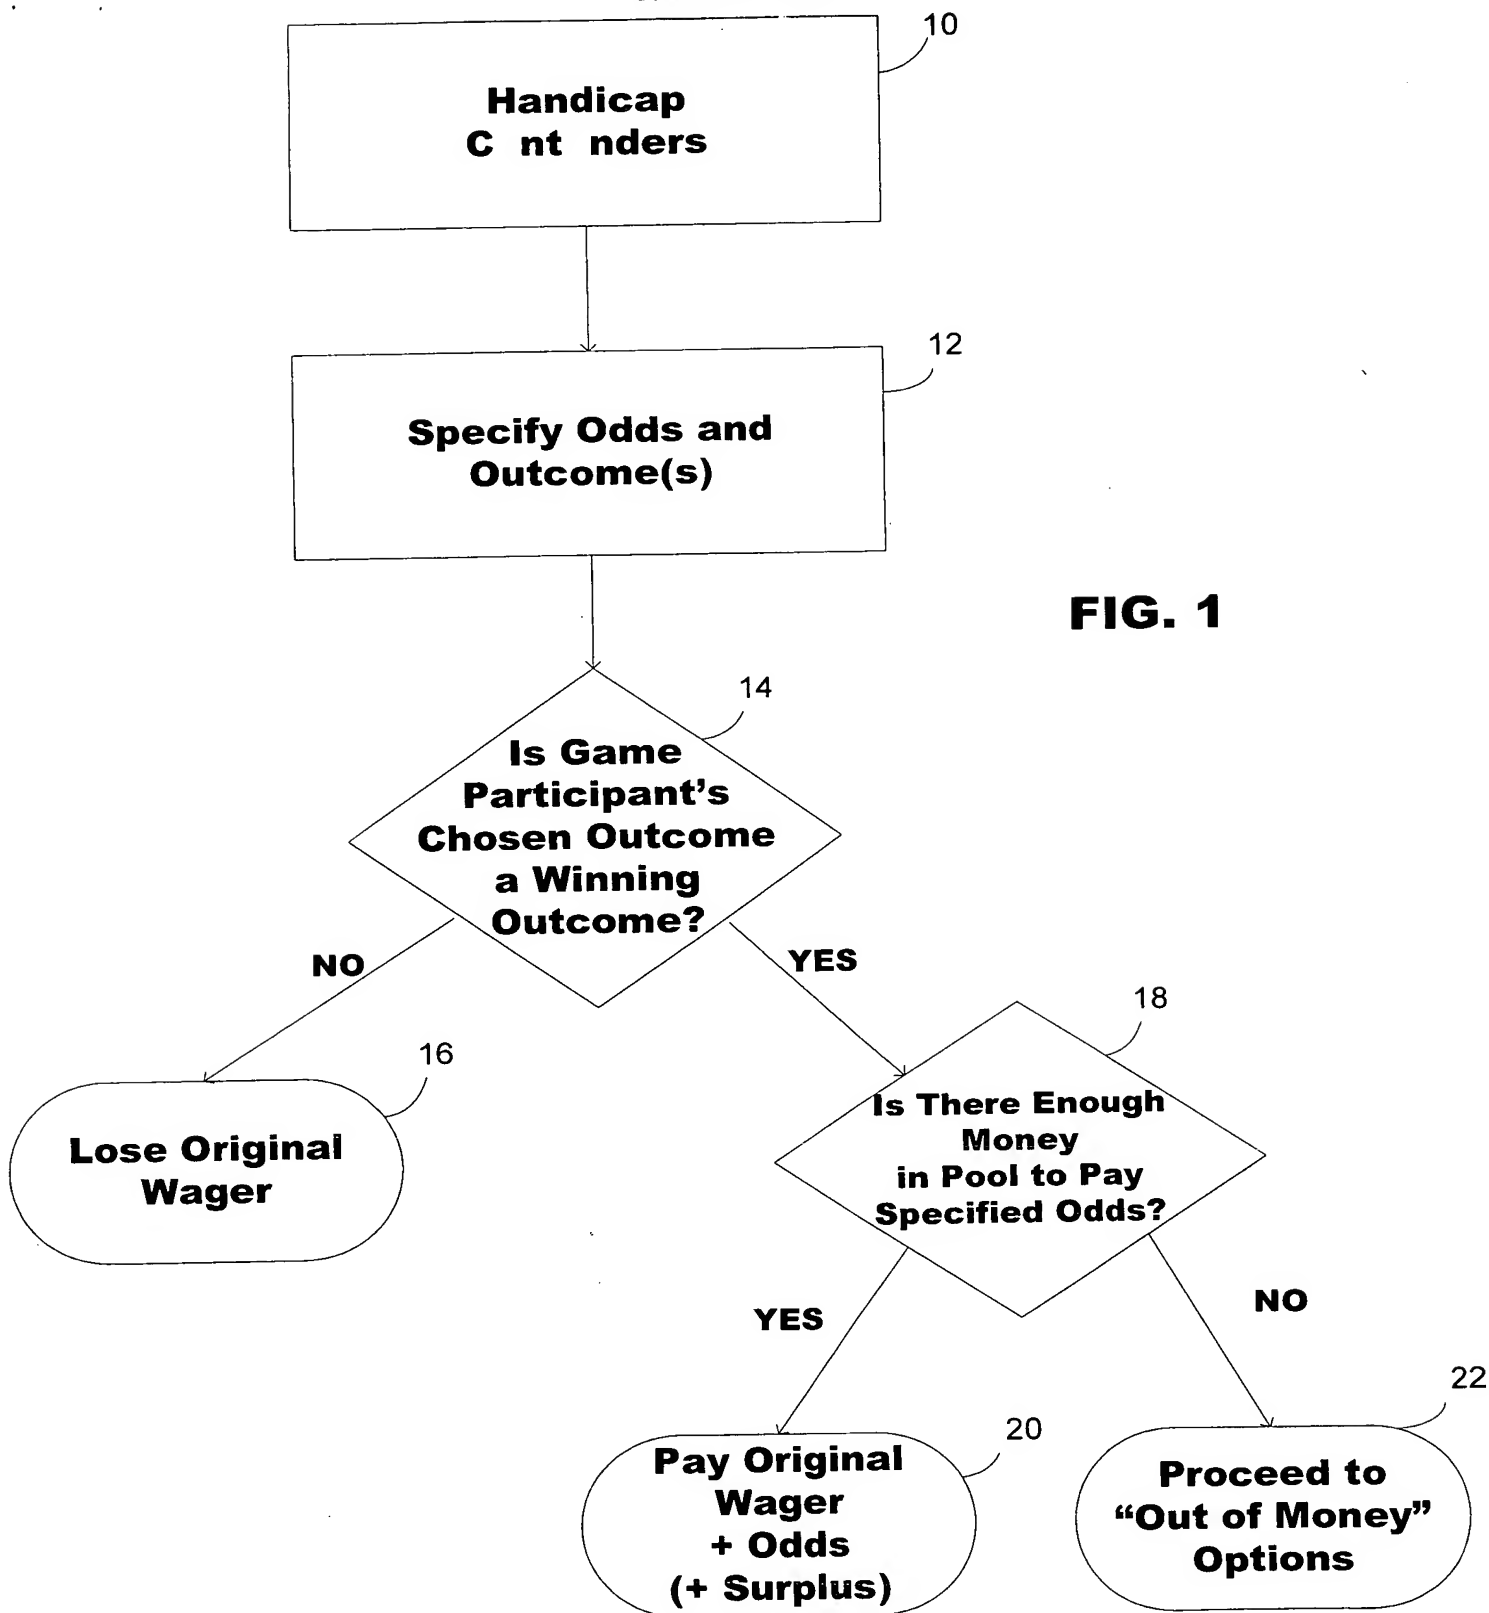 10
Handicap
C nt nders
12
Specify Odds and
Outcome(s)
FIG. 1
14
Is Game
Participant's
Chosen Outcome
a Winning
Outcome?
NO
YES
18
16
Is There Enough
Money
in Pool to Pay
Specified Odds?
Lose Original
Wager
YES
NO
22
20
Pay Original
Wager
+ Odds
(+ Surplus)
Proceed to
“Out of Money”
Options